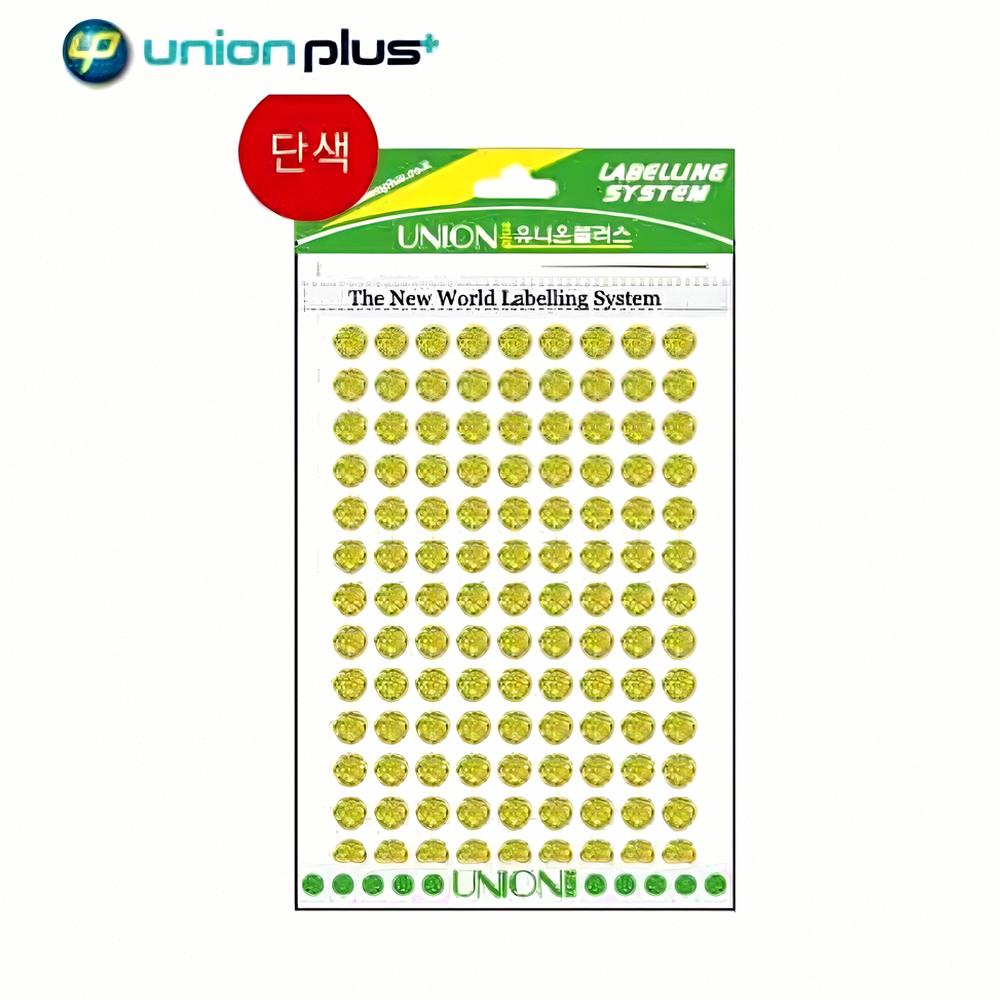 union plus+
단색
LABELLING
SYSTEM
UNION 유니온플러스
The New World Labelling System
UNION